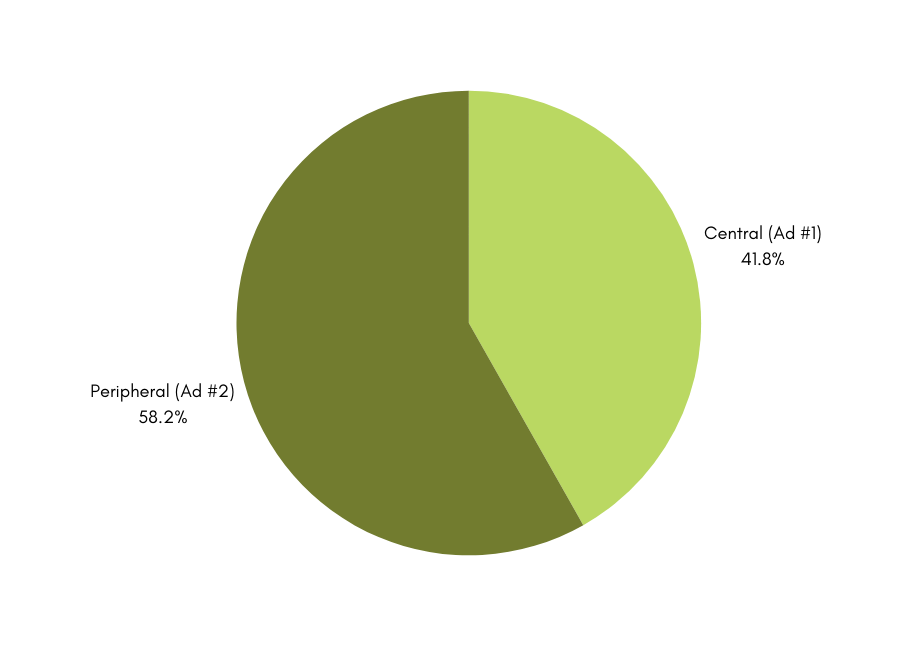 Central (Ad #1)
41.8%
Peripheral (Ad #2)
58.2%